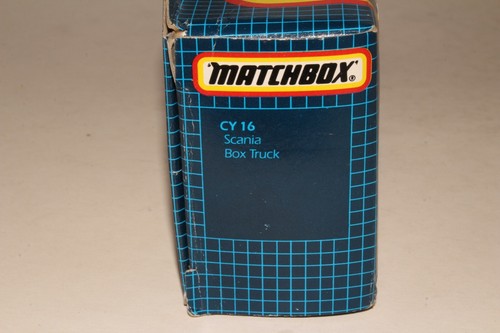 "MATCHBOX"®
CY 16
Scania
Box Truck